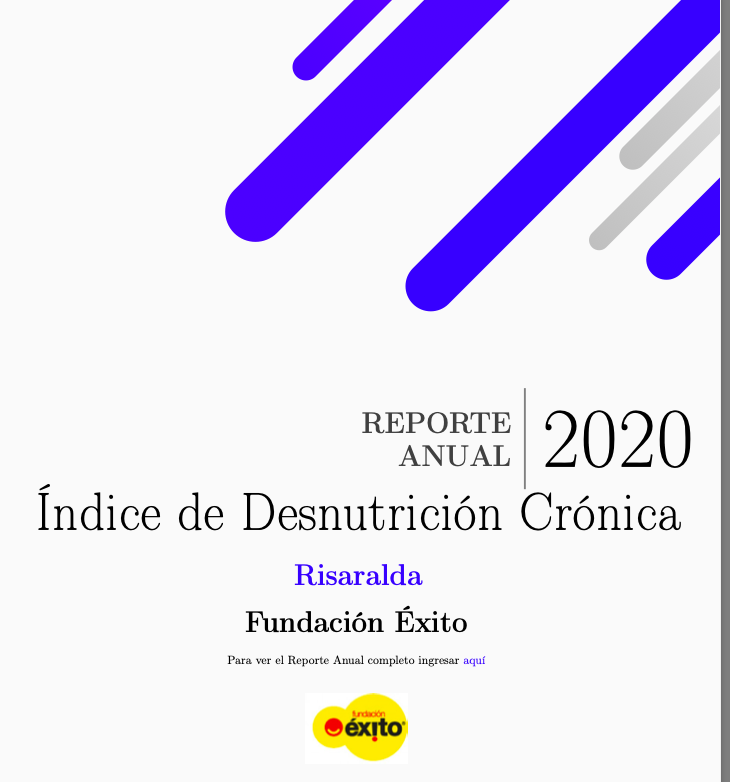 REPORTE
ANUAL
2020
Índice de Desnutrición Crónica
Risaralda
Fundación Éxito
Para ver el Reporte Anual completo ingresar aquí
fundación
éxito